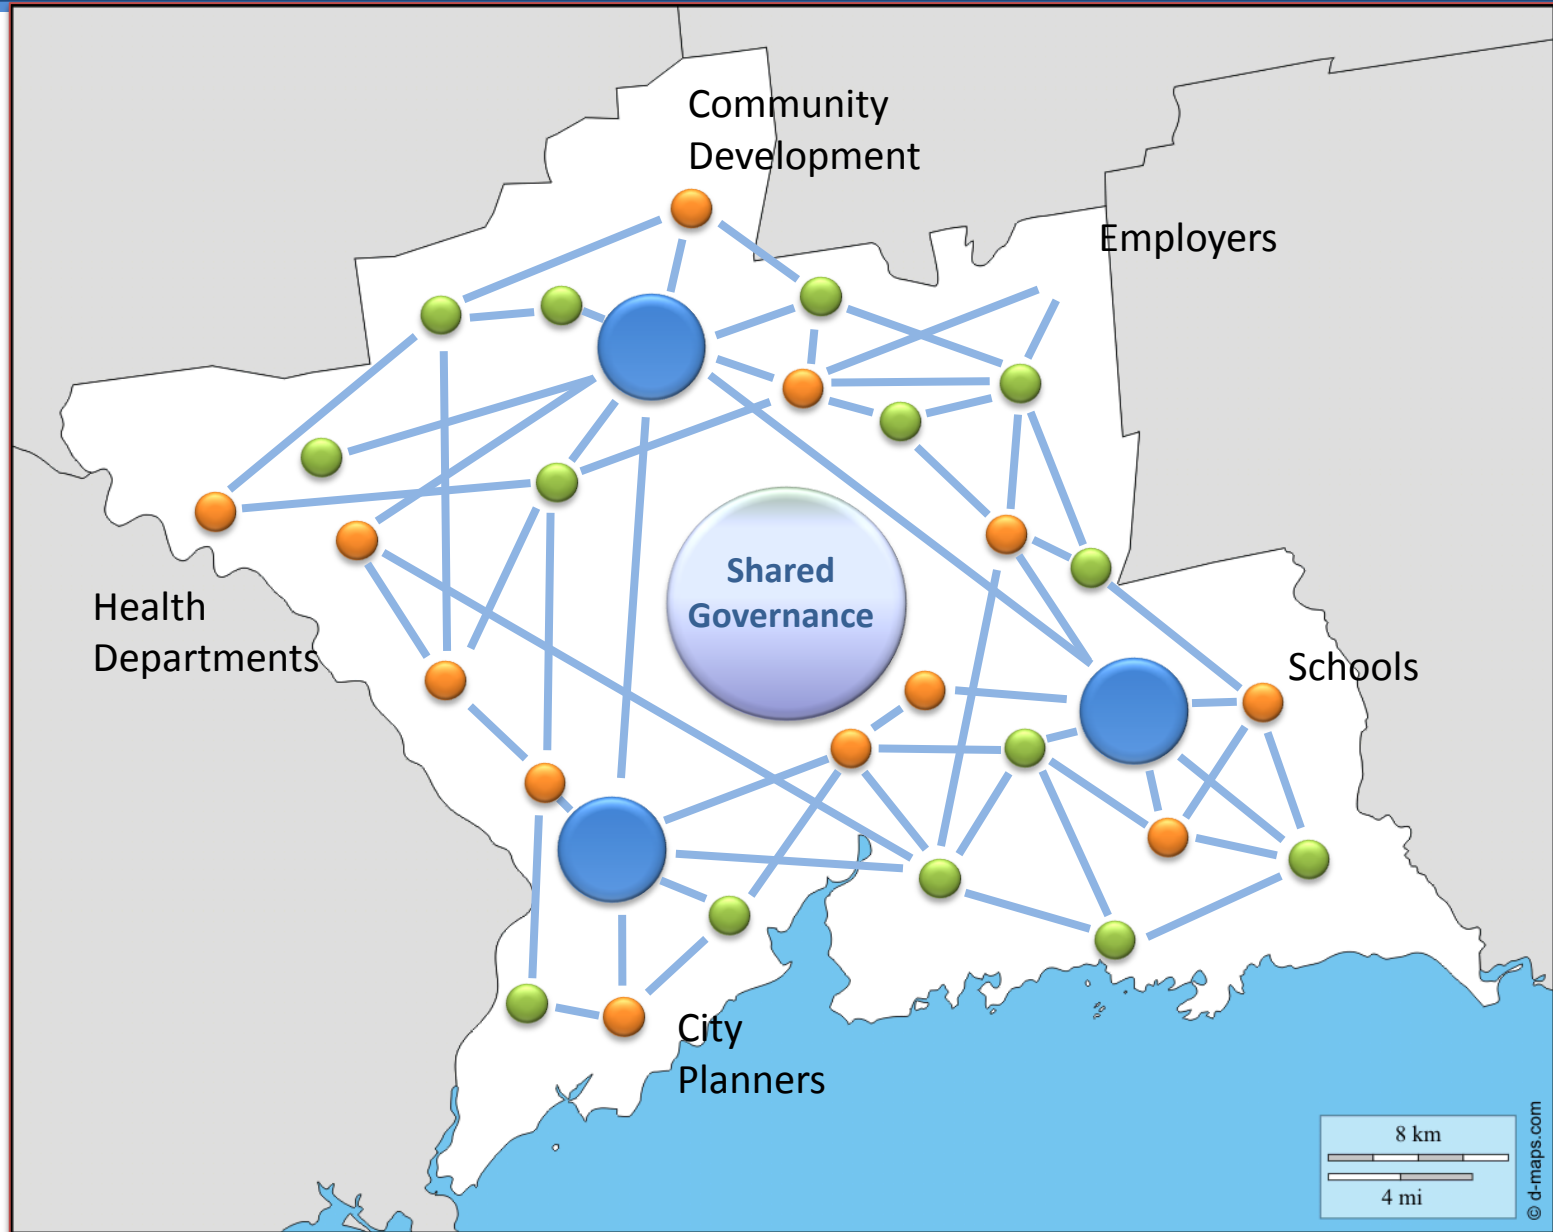 Community
Development
Employers
Shared
Governance
Health
Departments
Schools
City
Planners
8 km
4 mi
© d-maps.com